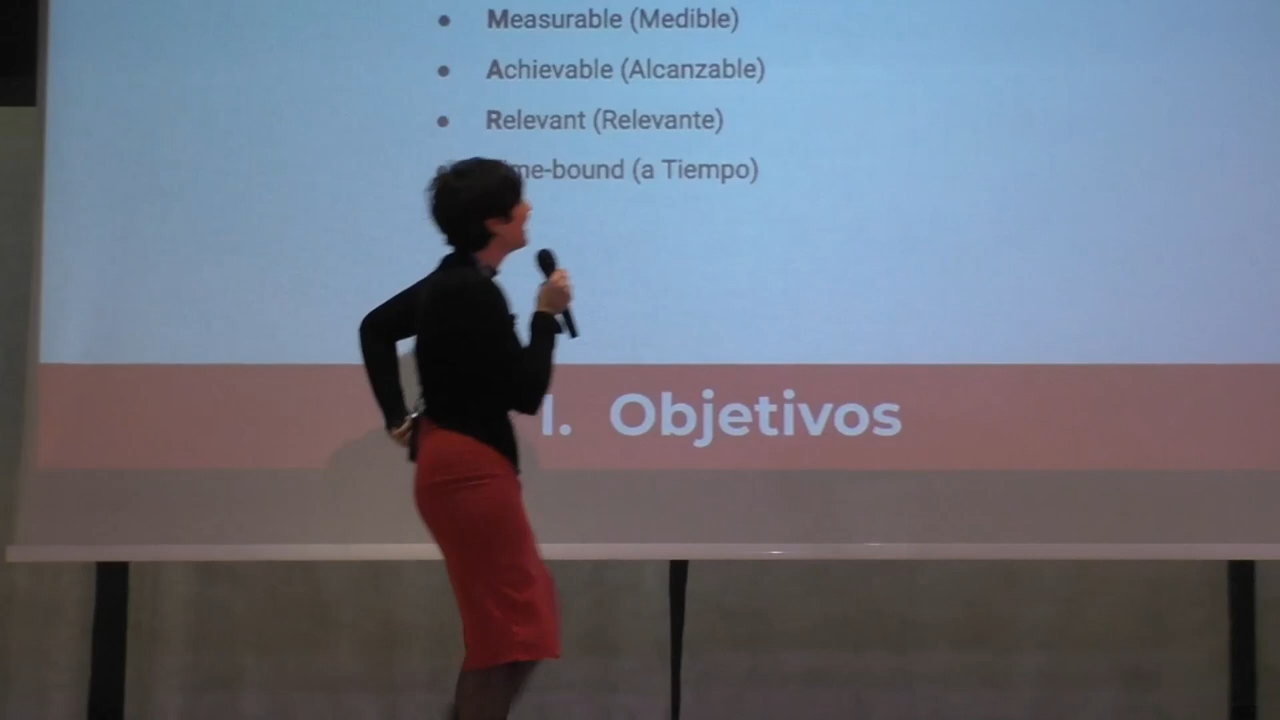 • Measurable (Medible)
• Achievable (Alcanzable)
• Relevant (Relevante)
me-bound (a Tiempo)
I. Objetivos